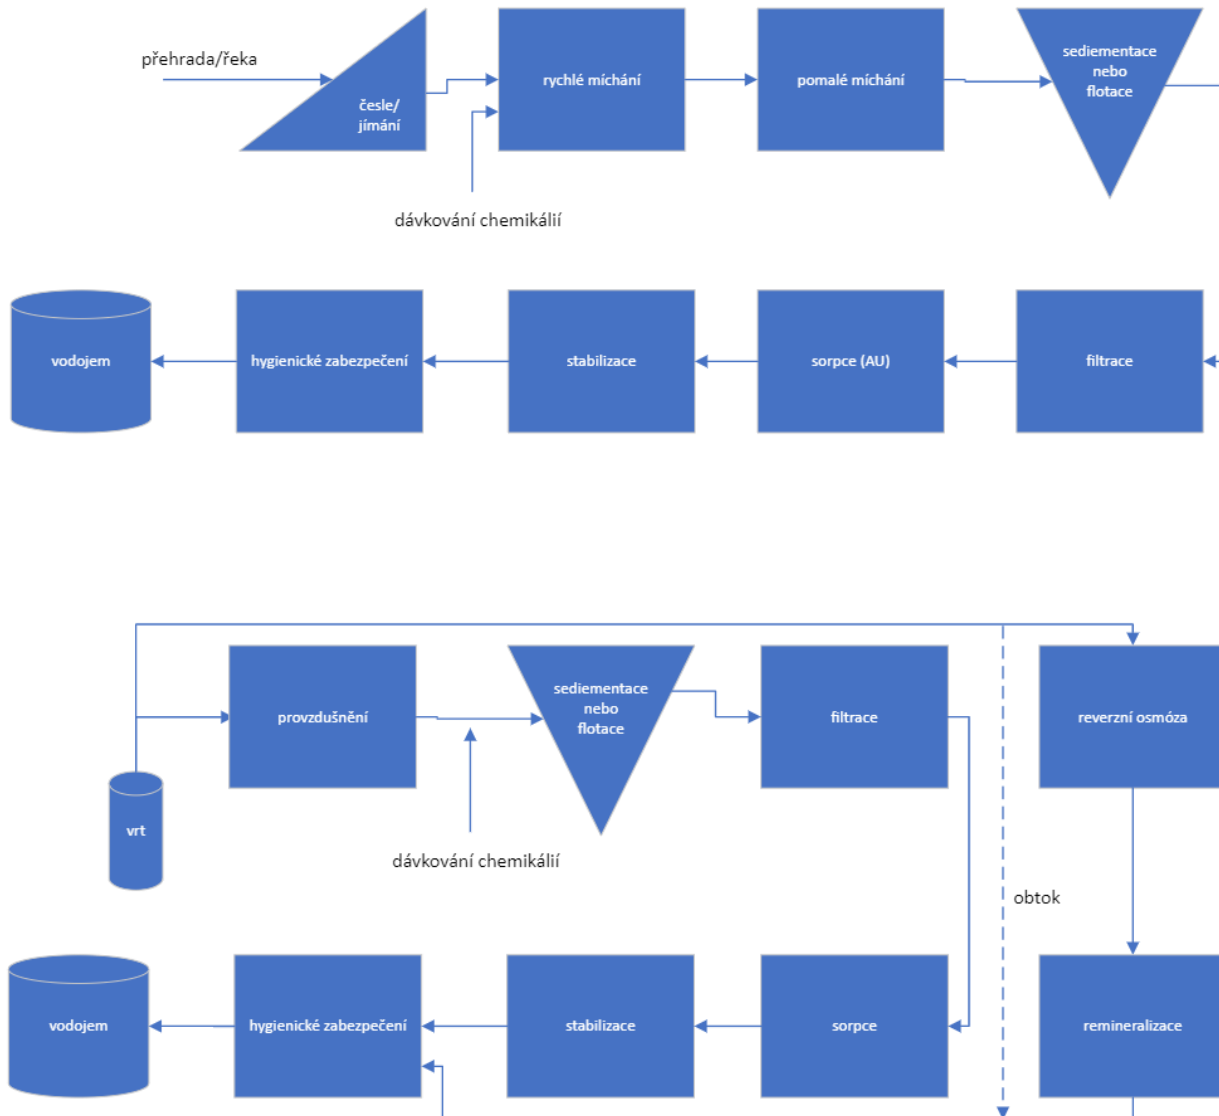 přehrada/řeka
česle/
jímání
rychlé míchání
pomalé míchání
sediementace
nebo
flotace
dávkování chemikálií
vodojem
hygienické zabezpečení
stabilizace
sorpce (AU)
filtrace
provzdušnění
sediementace
nebo
flotace
filtrace
reverzní osmóza
vrt
dávkování chemikálií
obtok
vodojem
hygienické zabezpečení
stabilizace
sorpce
remineralizace